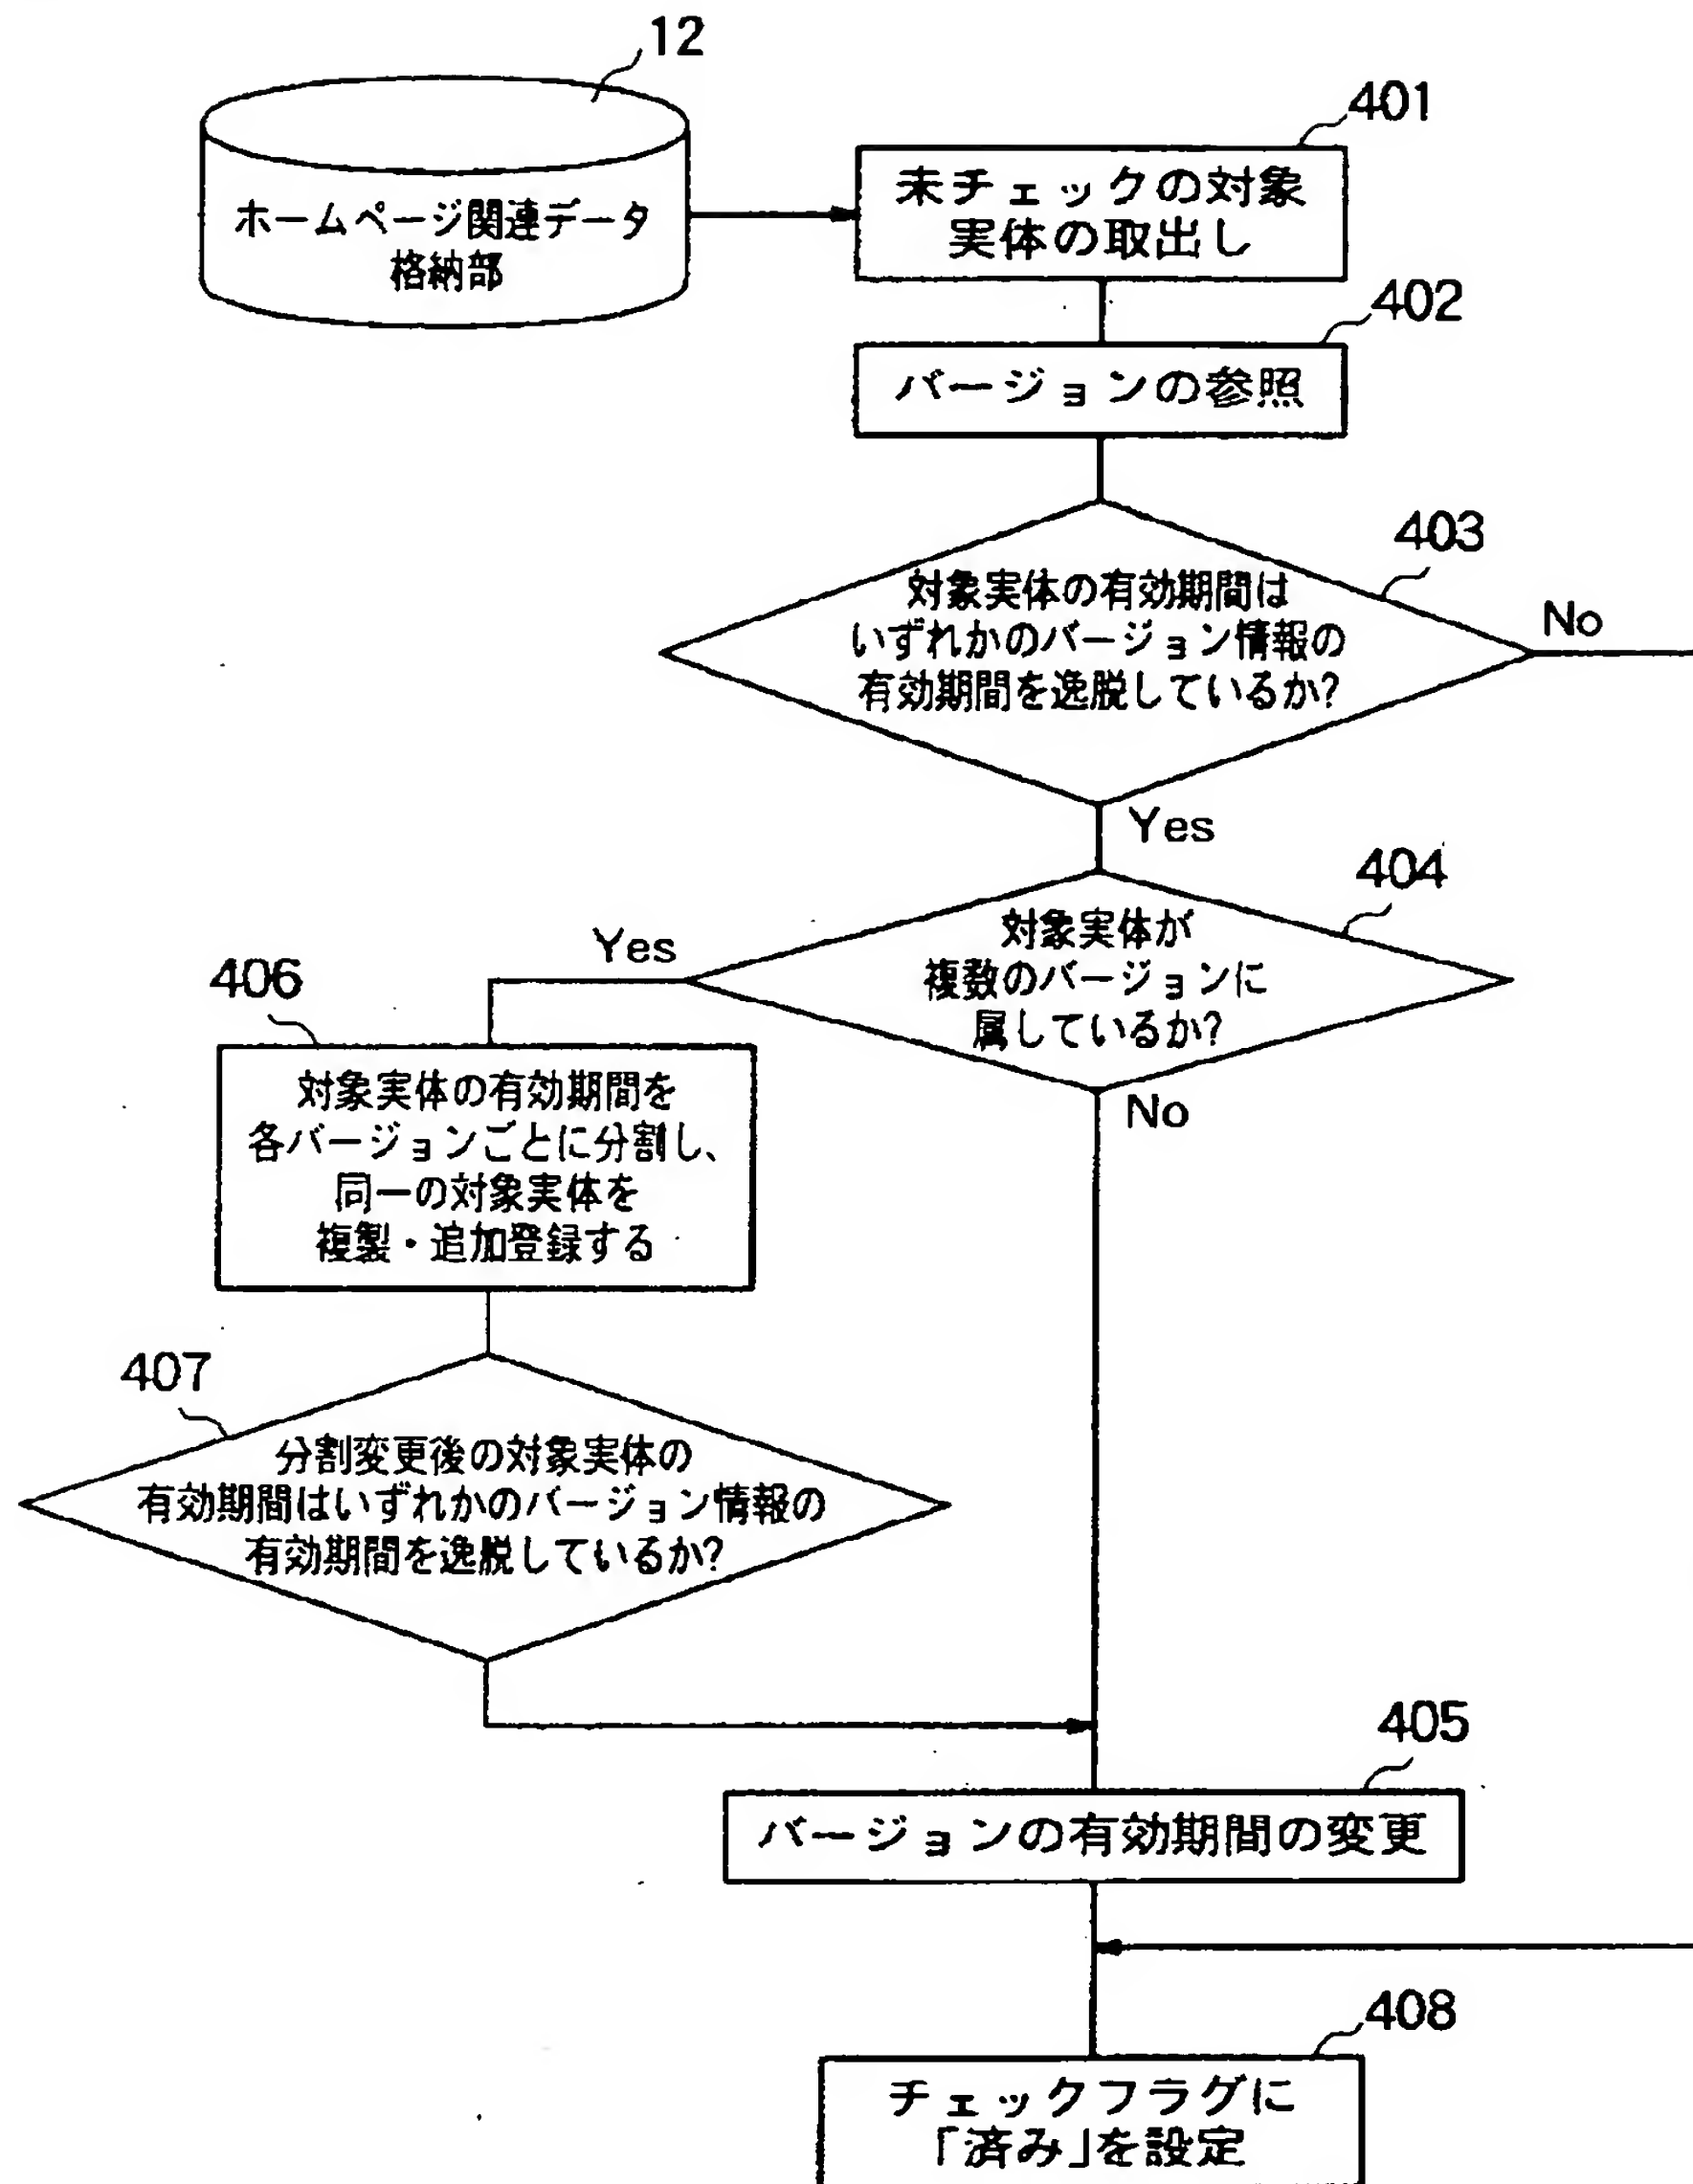 12
ホームページ関連データ
格納部
401
未チェックの対象
実体の取出し
402
バージョンの参照
403
対象実体の有効期間は
いずれかのバージョン情報の
有効期間を逸脱しているか?
No
Yes
404
対象実体が
複数のバージョンに
属しているか?
Yes
No
406
対象実体の有効期間を
各バージョンごとに分割し、
同一の対象実体を
複製・追加登録する
407
分割変更後の対象実体の
有効期間はいずれかのバージョン情報の
有効期間を逸脱しているか?
405
バージョンの有効期間の変更
408
チェックフラグに
「済み」を設定